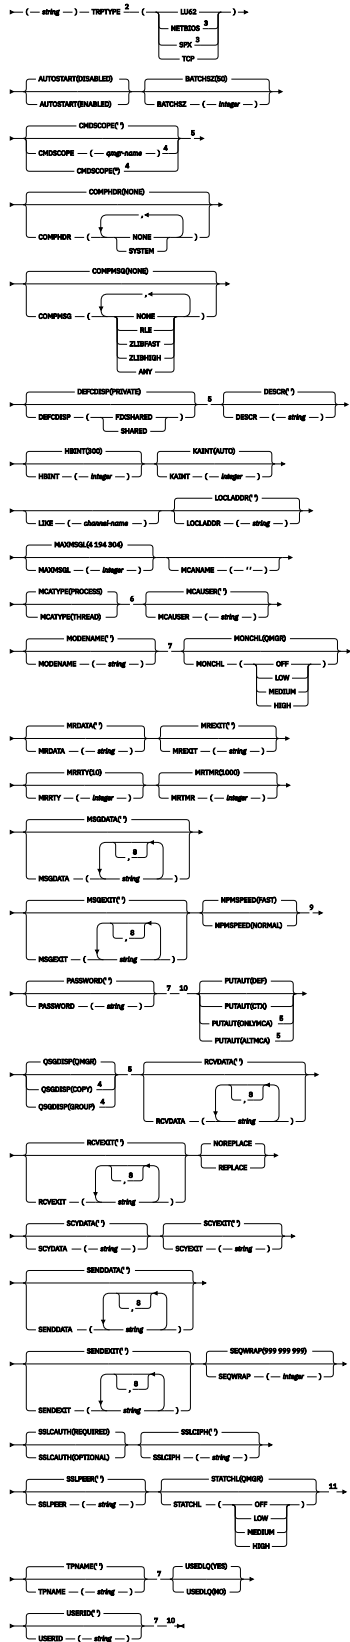 ( string ) TRPTYPE 2 ( LU62 )
NETBIOS 3
SPX 3
TCP
AUTOSTART(DISABLED) BATCHSZ(50)
AUTOSTART(ENABLED) BATCHSZ ( integer )
CMDSCOPE(' ') 5
CMDSCOPE ( qmgr-name ) 4
CMDSCOPE(*) 4
COMPHDR(NONE)
,
COMPHDR ( NONE )
SYSTEM
COMPMSG(NONE)
,
COMPMSG ( NONE )
RLE
ZLIBFAST
ZLIBHIGH
ANY
DEFCDISP(PRIVATE) 5 DESCR(' ')
DEFCDISP ( FIXSHARED ) DESCR ( string )
SHARED
HBINT(300) KAINT(AUTO)
HBINT ( integer ) KAINT ( integer )
LOCLADDR(' ')
LIKE ( channel-name ) LOCLADDR ( string )
MAXMSGL(4 194 304)
MAXMSGL ( integer ) MCANAME ( ' ' )
MCATYPE(PROCESS) 6 MCAUSER(' ')
MCATYPE(THREAD) MCAUSER ( string )
MODENAME(' ') 7 MONCHL(QMGR)
MODENAME ( string ) MONCHL ( OFF )
LOW
MEDIUM
HIGH
MRDATA(' ') MREXIT(' ')
MRDATA ( string ) MREXIT ( string )
MRRTY(10) MRTMR(1000)
MRRTY ( integer ) MRTMR ( integer )
MSGDATA(' ')
, 8
MSGDATA ( string )
MSGEXIT(' ') NPMSPEED(FAST) 9
, 8 NPMSPEED(NORMAL)
MSGEXIT ( string )
PASSWORD(' ') 7 10 PUTAUT(DEF)
PASSWORD ( string ) PUTAUT(CTX)
PUTAUT(ONLYMCA) 5
PUTAUT(ALTMCA) 5
QSGDISP(QMGR) 5 RCVDATA(' ')
QSGDISP(COPY) 4 , 8
QSGDISP(GROUP) 4 RCVDATA ( string )
RCVEXIT(' ') NOREPLACE
, 8 REPLACE
RCVEXIT ( string )
SCYDATA(' ') SCYEXIT(' ')
SCYDATA ( string ) SCYEXIT ( string )
SENDDATA(' ')
, 8
SENDDATA ( string )
SENDEXIT(' ') SEQWRAP(999 999 999)
, 8 SEQWRAP ( integer )
SENDEXIT ( string )
SSLCAUTH(REQUIRED) SSLCIPH(' ')
SSLCAUTH(OPTIONAL) SSLCIPH ( string )
SSLPEER(' ') STATCHL(QMGR) 11
SSLPEER ( string ) STATCHL ( OFF )
LOW
MEDIUM
HIGH
TPNAME(' ') 7 USEDLQ(YES)
TPNAME ( string ) USEDLQ(NO)
USERID(' ') 7 10
USERID ( string )